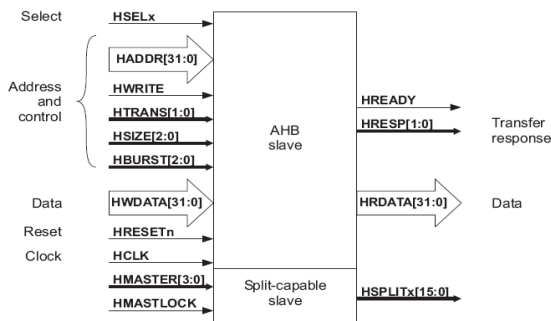 Select
HSELx
HADDR[31:0]
Address
and
control
HWRITE
HTRANS[1:0]
HSIZE[2:0]
HBURST[2:0]
Data
HWDATA[31:0]
Reset
HRESETn
Clock
HCLK
HMASTER[3:0]
HMASTLOCK
AHB
slave
Split-capable
slave
HREADY
HRESP[1:0]
Transfer
response
HRDATA[31:0]
Data
HSPLITx[15:0]